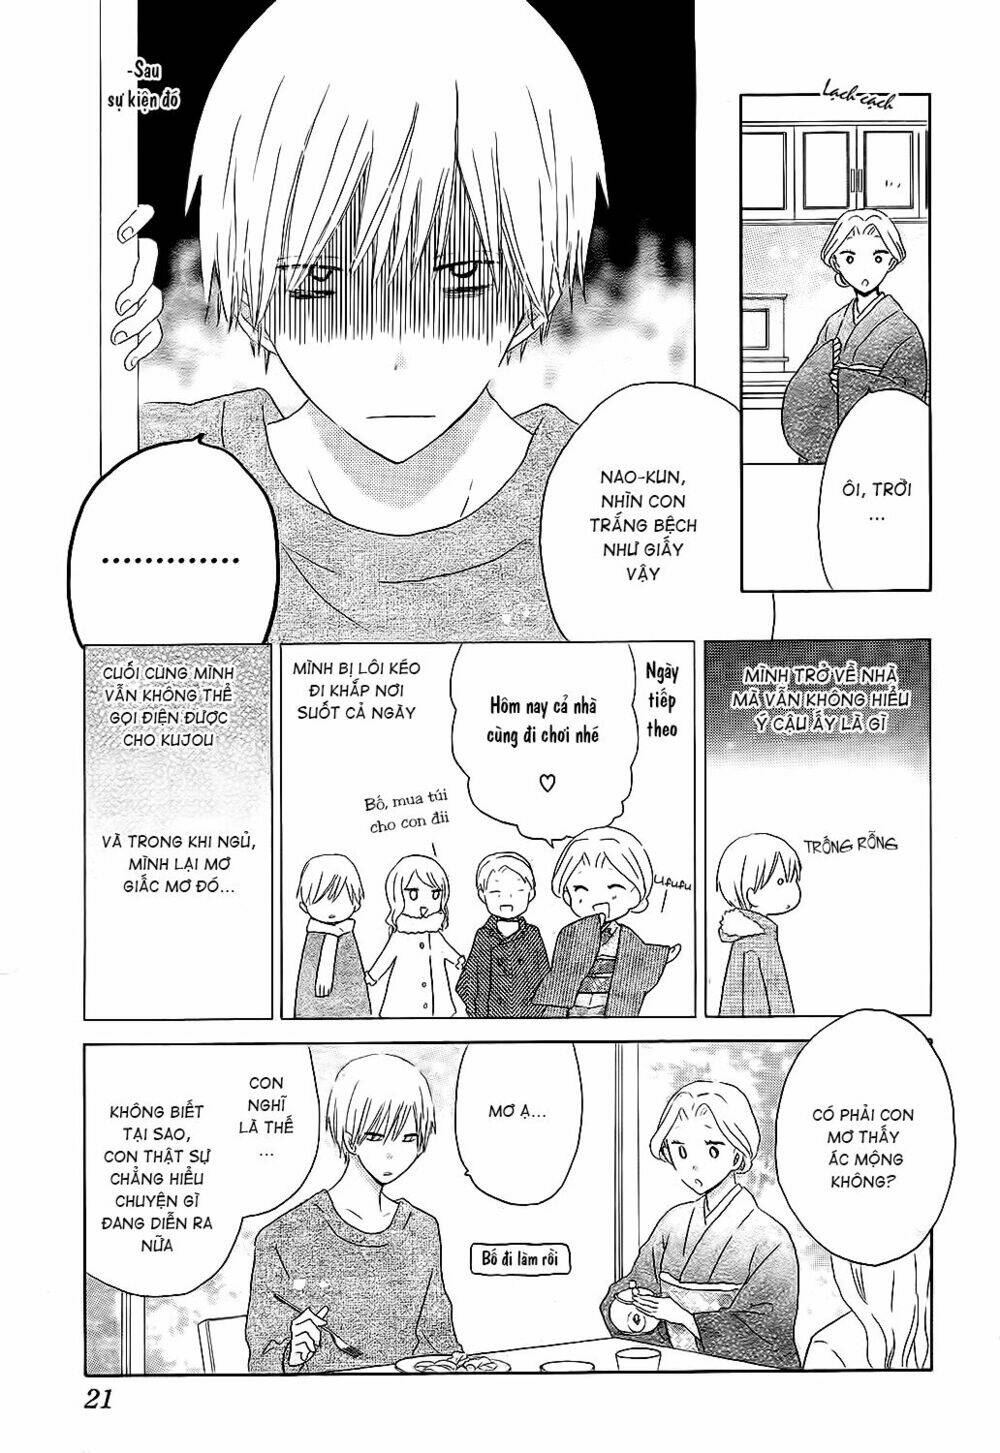 Lạch cạch
ÔI, TRỜI
...
-Sau
sự kiện đó
NAO-KUN,
NHÌN CON
TRẮNG BỆCH
NHƯ GIẤY
VẬY
.............
MÌNH TRỞ VỀ NHÀ
MÀ VẪN KHÔNG HIỂU
Ý CẬU ẤY LÀ GÌ
TRỐNG RỖNG
Ngày
tiếp
theo
Hôm nay cả nhà
cùng đi chơi nhé
♡
Ufufu
MÌNH BỊ LÔI KÉO
ĐI KHẮP NƠI
SUỐT CẢ NGÀY
Bố, mua túi
cho con đii
CUỐI CÙNG MÌNH
VẪN KHÔNG THỂ
GỌI ĐIỆN ĐƯỢC
CHO KUJOU
VÀ TRONG KHI NGỦ,
MÌNH LẠI MƠ
GIẤC MƠ ĐÓ...
CÓ PHẢI CON
MƠ THẤY
ÁC MỘNG
KHÔNG?
MƠ Ạ...
Bố đi làm rồi
CON
NGHĨ
LÀ THẾ
...
KHÔNG BIẾT
TẠI SAO,
CON THẬT SỰ
CHẲNG HIỂU
CHUYỆN GÌ
ĐANG DIỄN RA
NỮA
21